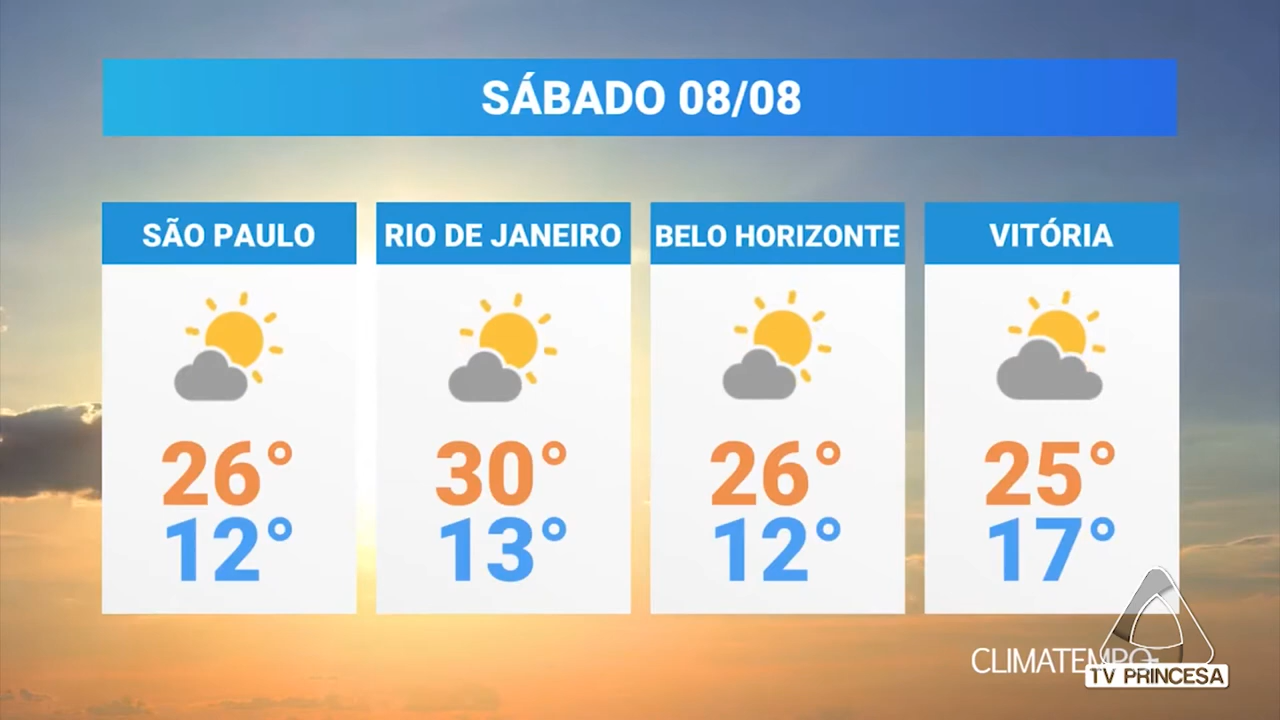 SÁBADO 08/08
SÃO PAULO
26°
12°
RIO DE JANEIRO
30°
13°
BELO HORIZONTE
26°
12°
VITÓRIA
25°
17°
CLIMATEMPO
TV PRINCESA